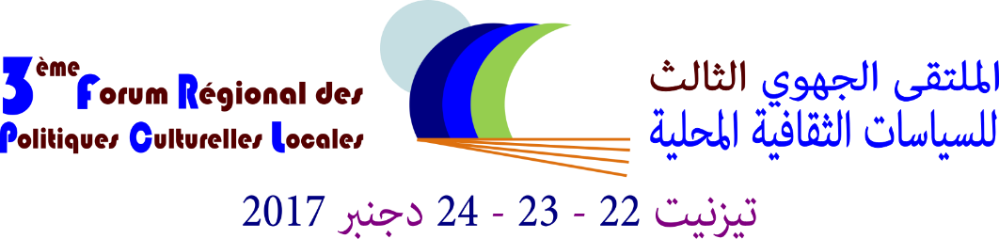 3ème Forum Régional des
Politiques Culturelles Locales
الملتقى الجهوي الثالث
للسياسات الثقافية المحلية
تيزنيت 22 - 23 - 24 دجنبر 2017